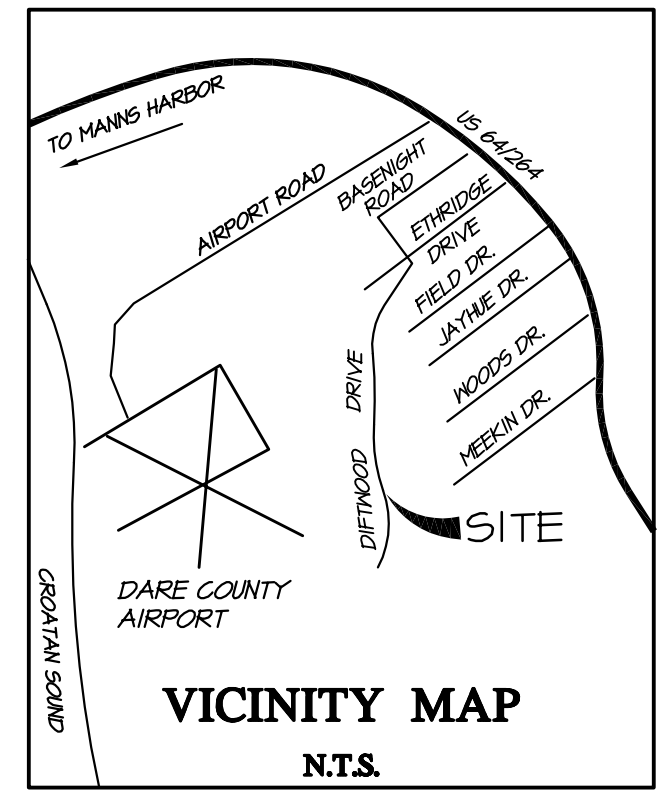 TO MANNS HARBOR
US 64/264
AIRPORT ROAD
BASENIGHT
ROAD
ETHRIDGE
DRIVE
FIELD DR.
JAYHUE DR.
WOODS DR.
MEEKIN DR.
DIFTWOOD DRIVE
SITE
DARE COUNTY
AIRPORT
CROATAN SOUND
VICINITY MAP
N.T.S.